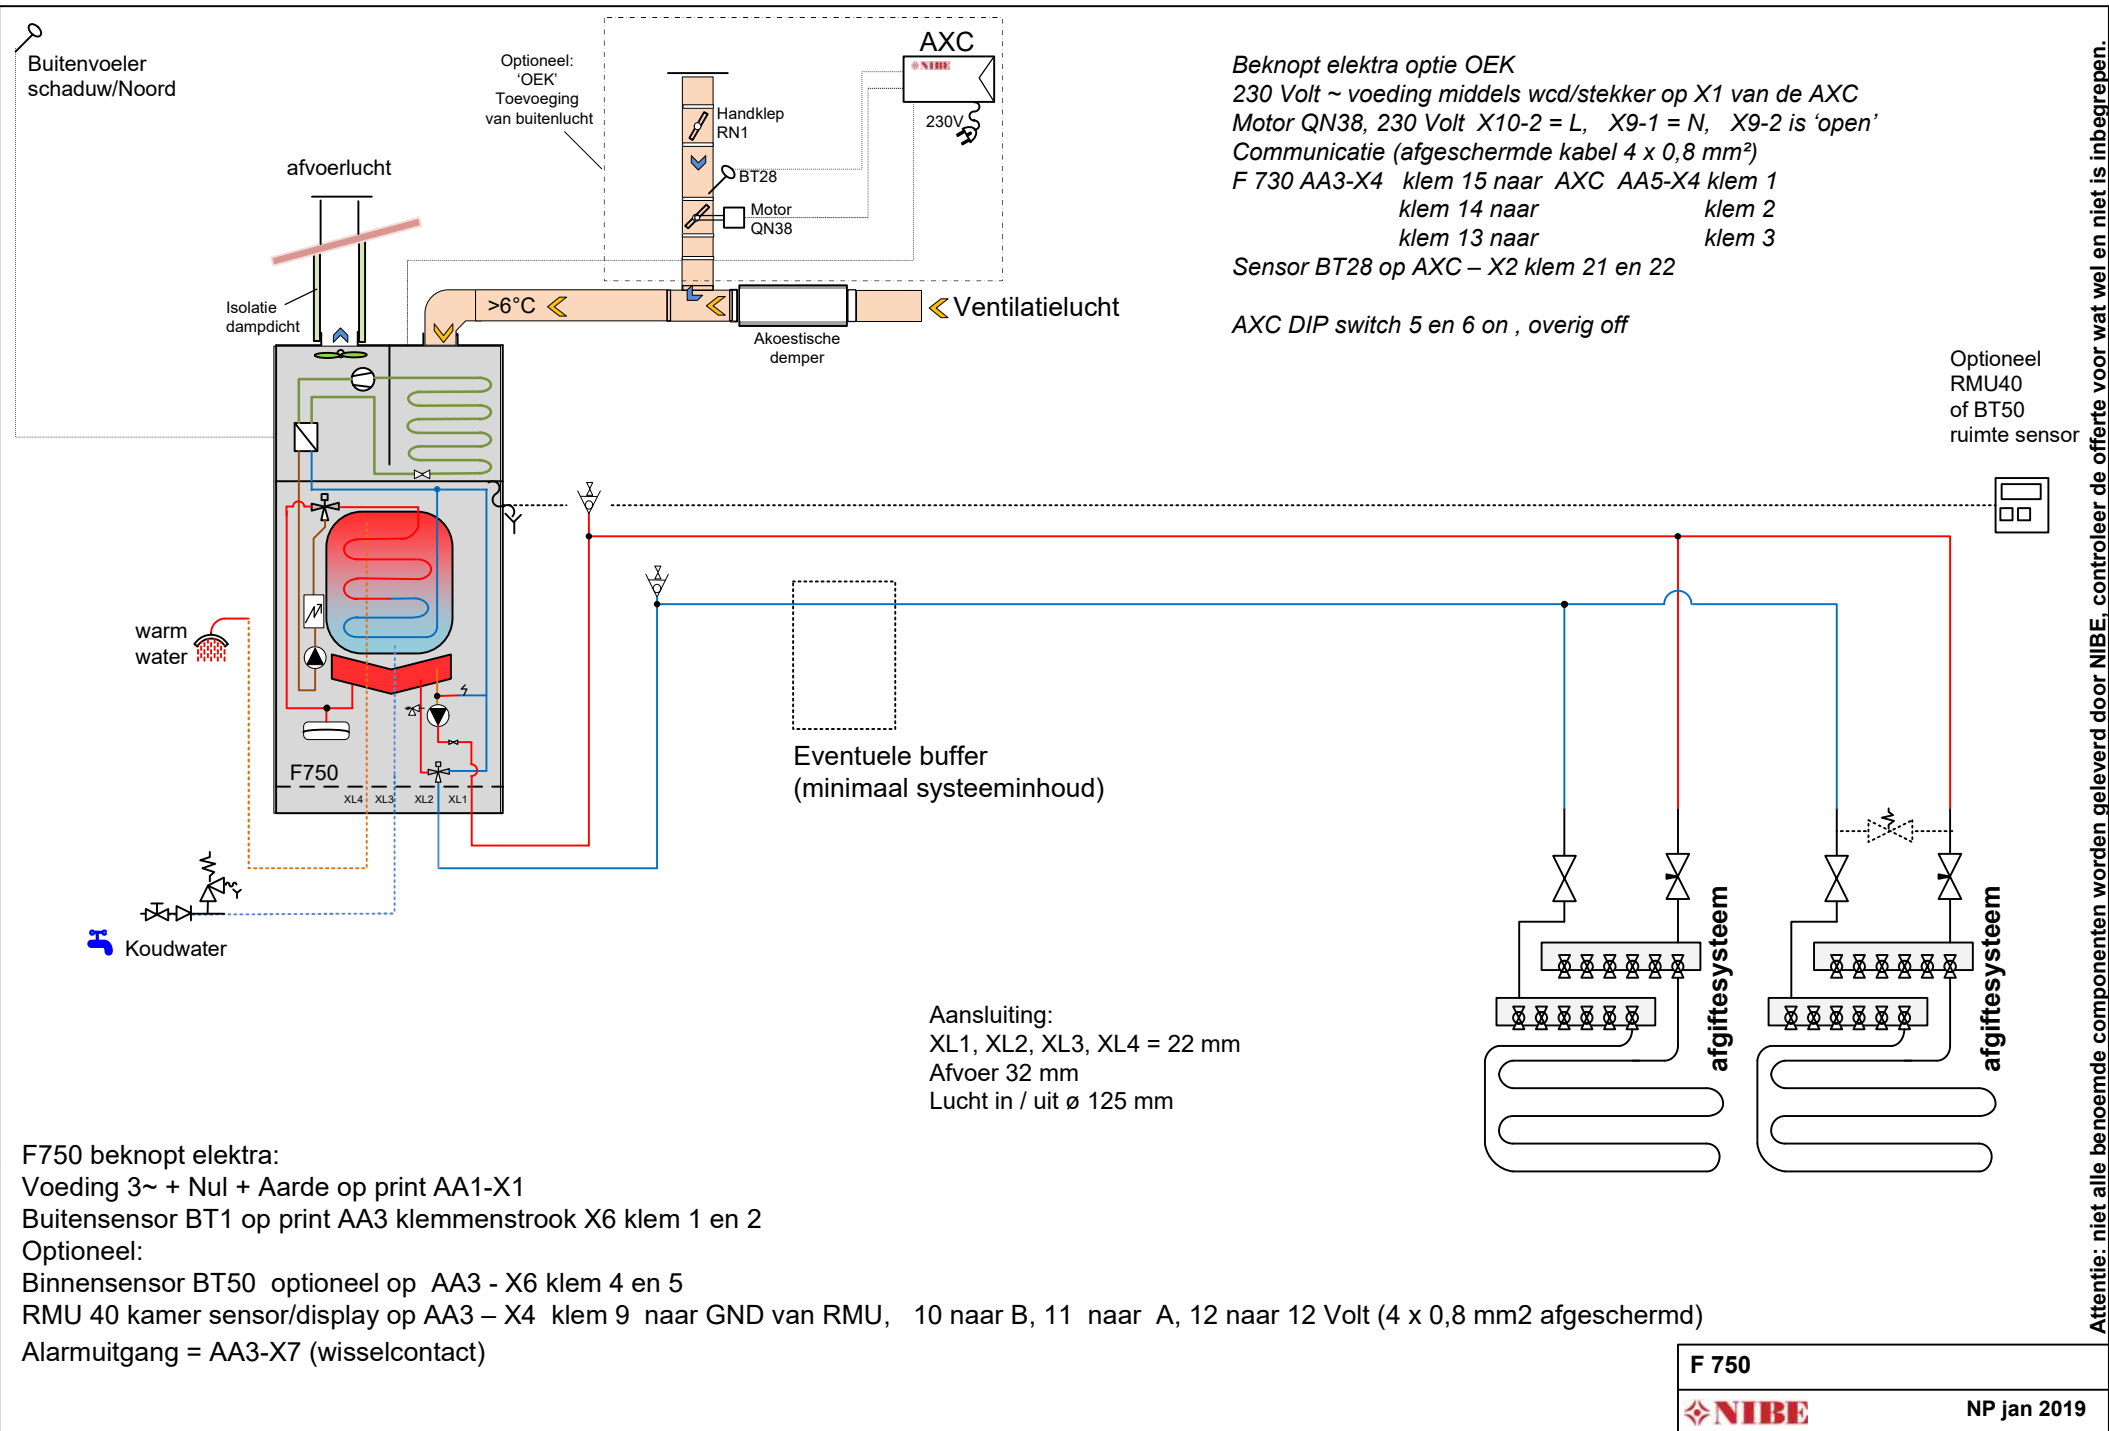 Buitenvoeler
schaduw/Noord
Optioneel:
‘OEK’
Toevoeging
van buitenlucht
AXC
NIBE
230V
Handklep
RN1
BT28
Motor
QN38
afvoerlucht
Isolatie
dampdicht
>6°C
Ventilatielucht
Akoestische
demper
Beknopt elektra optie OEK
230 Volt ~ voeding middels wcd/stekker op X1 van de AXC
Motor QN38, 230 Volt X10-2 = L, X9-1 = N, X9-2 is ‘open’
Communicatie (afgeschermde kabel 4 x 0,8 mm²)
F 730 AA3-X4 klem 15 naar AXC AA5-X4 klem 1
klem 14 naar klem 2
klem 13 naar klem 3
Sensor BT28 op AXC – X2 klem 21 en 22
AXC DIP switch 5 en 6 on , overig off
Optioneel
RMU40
of BT50
ruimte sensor
warm
water
F750
XL4 XL3 XL2 XL1
Koudwater
Eventuele buffer
(minimaal systeeminhoud)
afgiftesysteem
afgiftesysteem
Aansluiting:
XL1, XL2, XL3, XL4 = 22 mm
Afvoer 32 mm
Lucht in / uit ø 125 mm
F750 beknopt elektra:
Voeding 3~ + Nul + Aarde op print AA1-X1
Buitensensor BT1 op print AA3 klemmenstrook X6 klem 1 en 2
Optioneel:
Binnensensor BT50 optioneel op AA3 - X6 klem 4 en 5
RMU 40 kamer sensor/display op AA3 – X4 klem 9 naar GND van RMU, 10 naar B, 11 naar A, 12 naar 12 Volt (4 x 0,8 mm2 afgeschermd)
Alarmuitgang = AA3-X7 (wisselcontact)
Attentie: niet alle benoemde componenten worden geleverd door NIBE, controleer de offerte voor wat wel en niet is inbegrepen.
F 750
NIBE
NP jan 2019